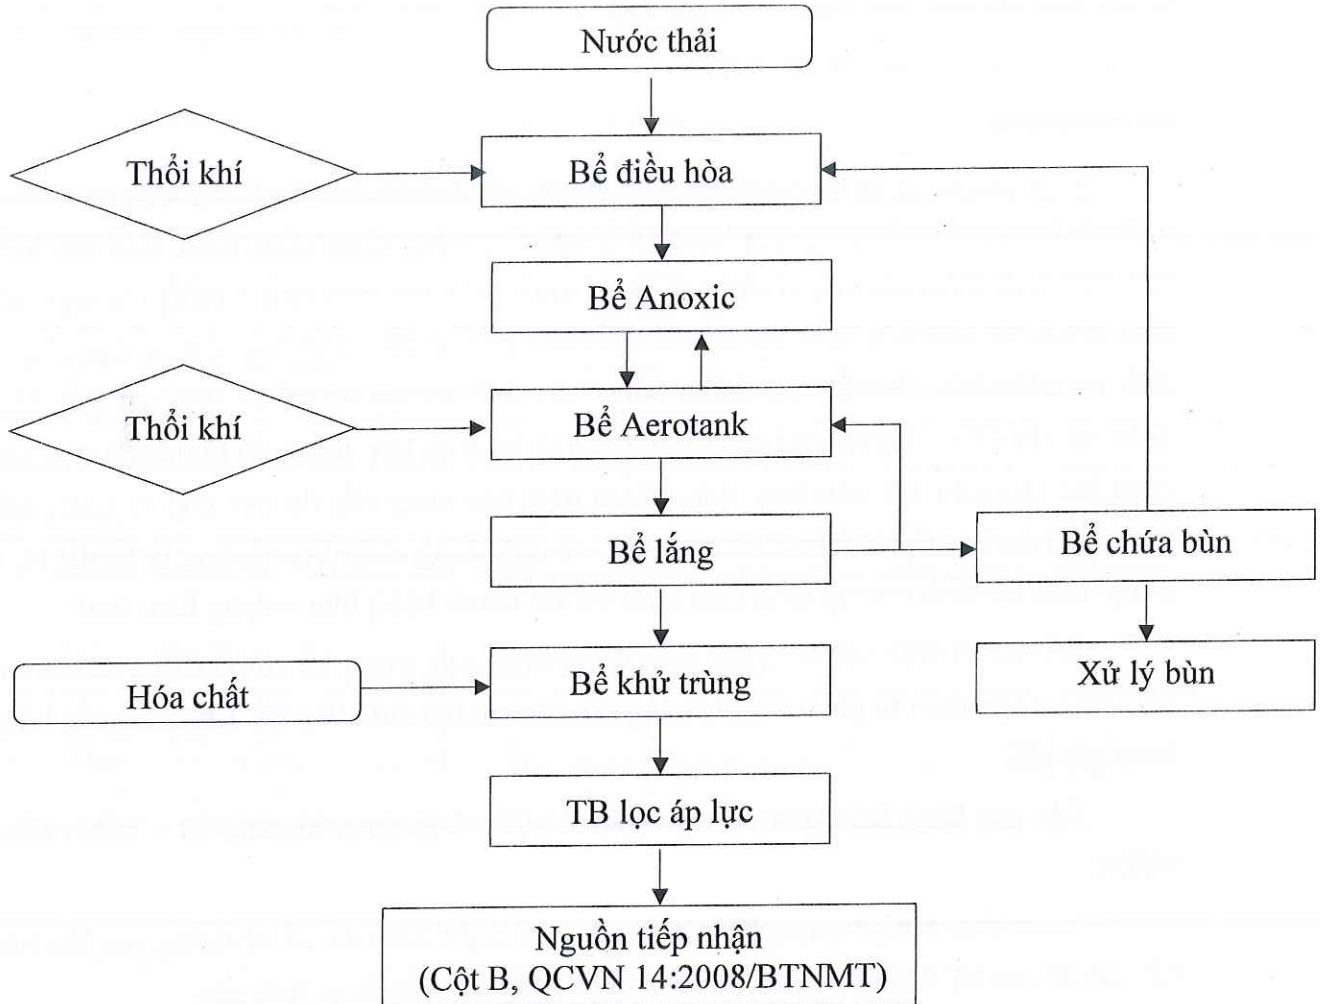 Nước thải
Thổi khí
Bể điều hòa
Bể Anoxic
Thổi khí
Bể Aerotank
Bể lắng
Bể chứa bùn
Hóa chất
Bể khử trùng
Xử lý bùn
TB lọc áp lực
Nguồn tiếp nhận
(Cột B, QCVN 14:2008/BTNMT)